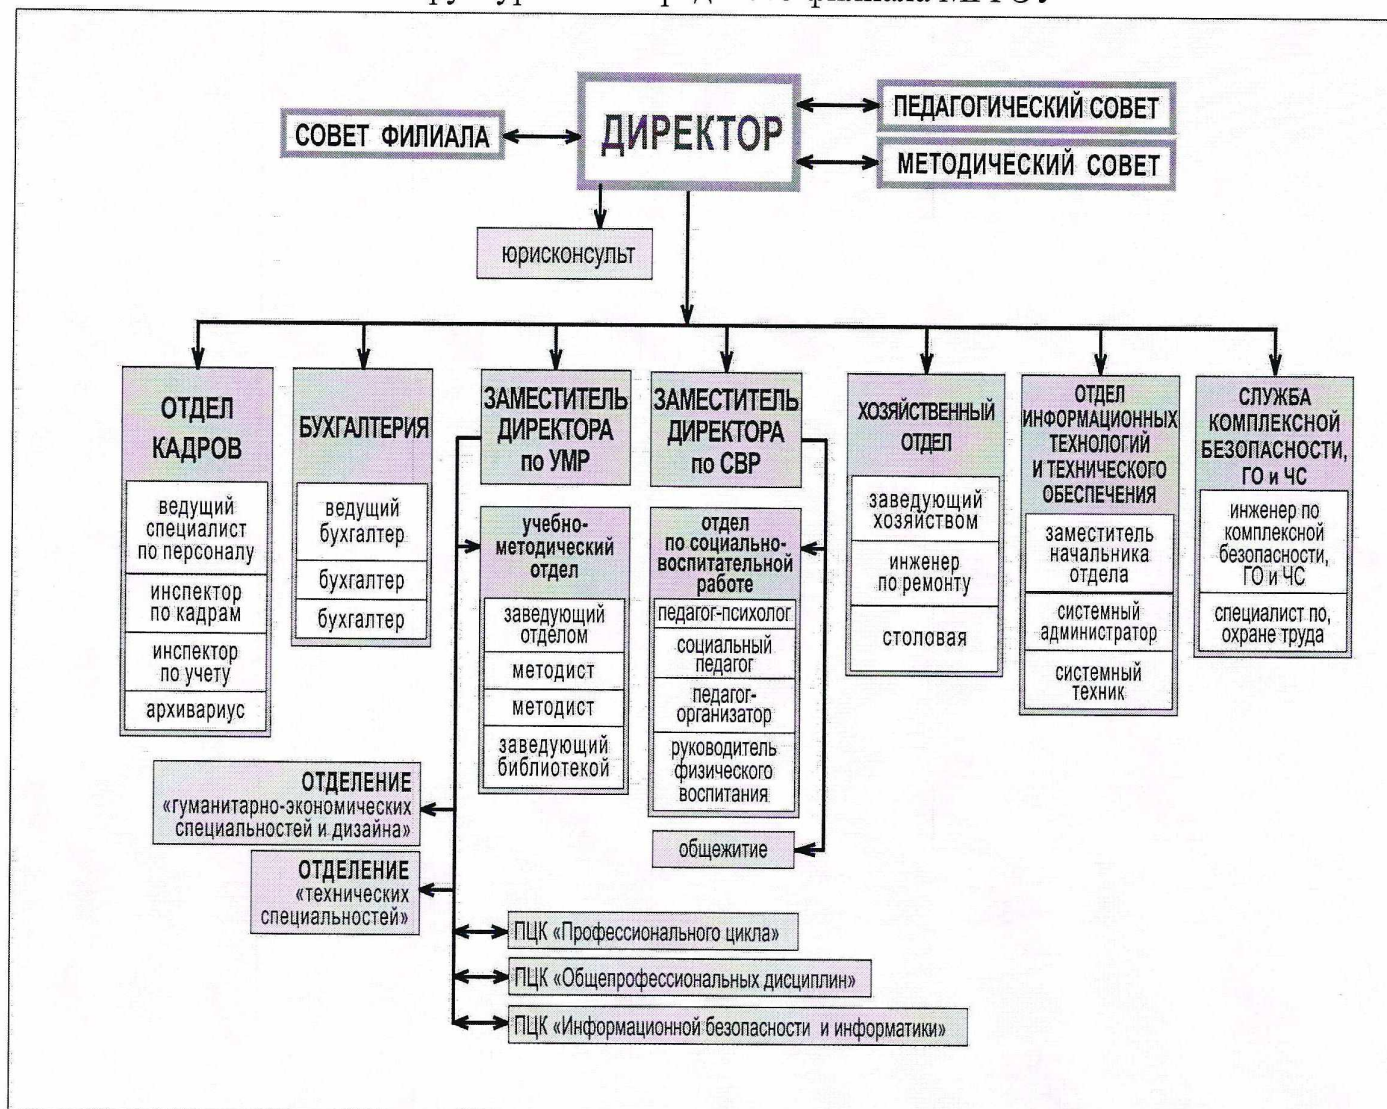 филиала
ДИРЕКТОР
СОВЕТ ФИЛИАЛА
ПЕДАГОГИЧЕСКИЙ СОВЕТ
МЕТОДИЧЕСКИЙ СОВЕТ
юрисконсульт
ОТДЕЛ
КАДРОВ
ведущий
специалист
по персоналу
инспектор
по кадрам
инспектор
по учету
архивариус
БУХГАЛТЕРИЯ
ведущий
бухгалтер
бухгалтер
бухгалтер
ЗАМЕСТИТЕЛЬ
ДИРЕКТОРА
по УМР
учебно-
методический
отдел
заведующий
отделом
методист
методист
заведующий
библиотекой
ЗАМЕСТИТЕЛЬ
ДИРЕКТОРА
по СВР
отдел
по социально-
воспитательной
работе
педагог-психолог
социальный
педагог
педагог-
организатор
руководитель
физического
воспитания
общежитие
ХОЗЯЙСТВЕННЫЙ
ОТДЕЛ
заведующий
хозяйством
инженер
по ремонту
столовая
ОТДЕЛ
ИНФОРМАЦИОННЫХ
ТЕХНОЛОГИЙ
И ТЕХНИЧЕСКОГО
ОБЕСПЕЧЕНИЯ
заместитель
начальника
отдела
системный
администратор
системный
техник
СЛУЖБА
КОМПЛЕКСНОЙ
БЕЗОПАСНОСТИ,
ГО и ЧС
инженер по
комплексной
безопасности,
ГО и ЧС
специалист по,
охране труда
ОТДЕЛЕНИЕ
«гуманитарно-экономических
специальностей и дизайна»
ОТДЕЛЕНИЕ
«технических
специальностей»
ПЦК «Профессионального цикла»
ПЦК «Общепрофессиональных дисциплин»
ПЦК «Информационной безопасности и информатики»